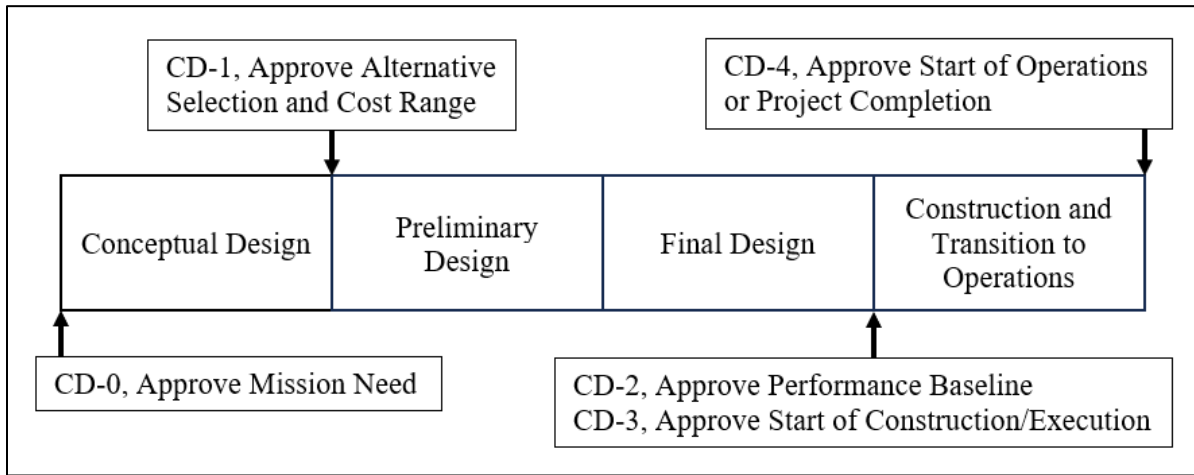 CD-1, Approve Alternative
Selection and Cost Range
CD-4, Approve Start of Operations
or Project Completion
Conceptual Design
Preliminary
Design
Final Design
Construction and
Transition to
Operations
CD-0, Approve Mission Need
CD-2, Approve Performance Baseline
CD-3, Approve Start of Construction/Execution